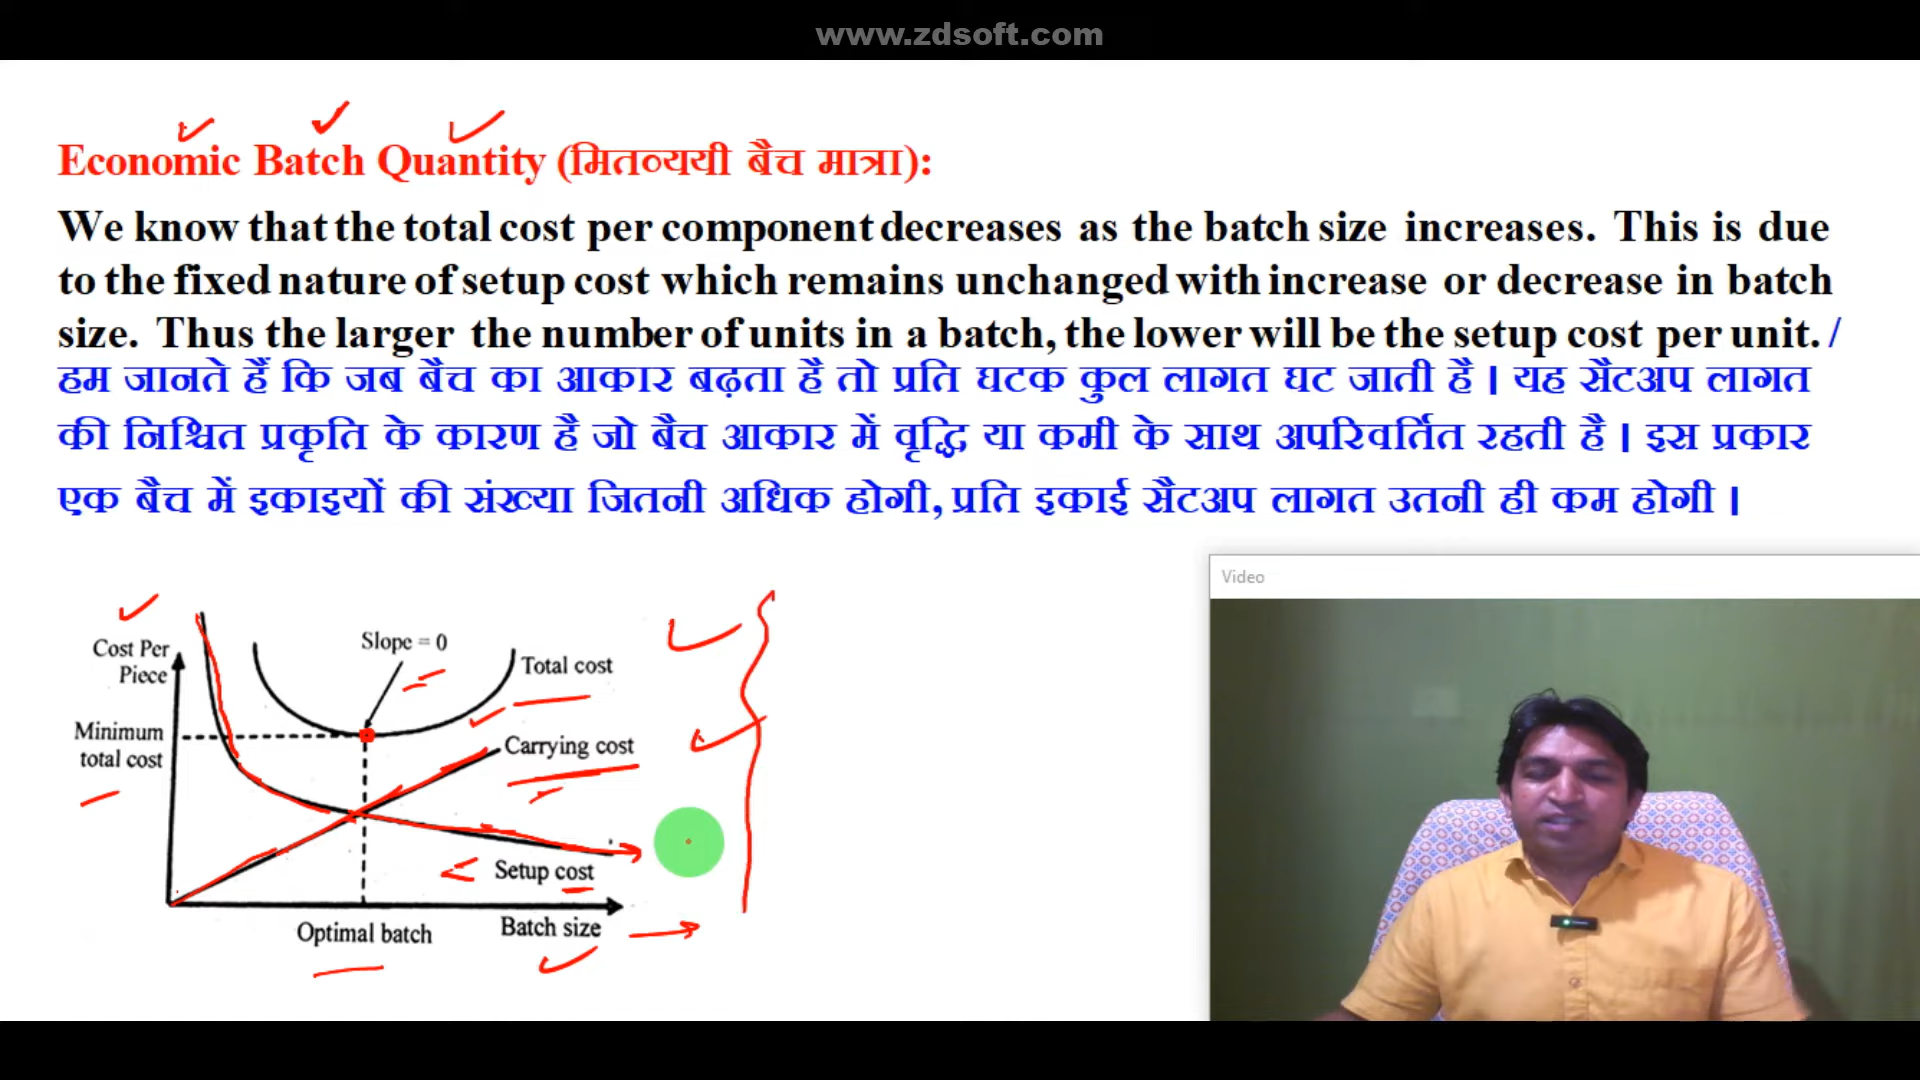 www.zdsoft.com
Economic Batch Quantity (मितव्ययी बैच मात्रा):
We know that the total cost per component decreases as the batch size increases. This is due
to the fixed nature of setup cost which remains unchanged with increase or decrease in batch
size. Thus the larger the number of units in a batch, the lower will be the setup cost per unit. /
हम जानते हैं कि जब बैच का आकार बढ़ता है तो प्रति घटक कुल लागत घट जाती है । यह सैटअप लागत
की निश्चित प्रकृति के कारण है जो बैच आकार में वृद्धि या कमी के साथ अपरिवर्तित रहती है । इस प्रकार
एक बैच में इकाइयों की संख्या जितनी अधिक होगी, प्रति इकाई सैटअप लागत उतनी ही कम होगी ।
Video
Slope = 0
Cost Per
Piece
Total cost
Minimum
total cost
Carrying cost
Setup cost
Optimal batch
Batch size